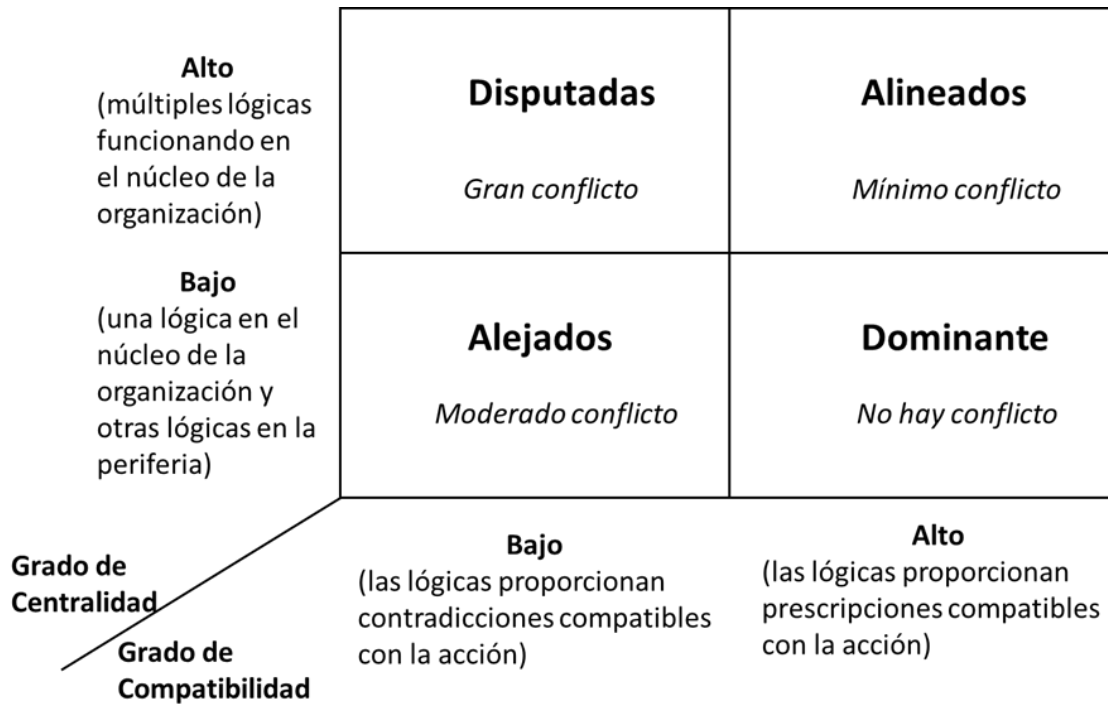 Alto
(múltiples lógicas
funcionando en
el núcleo de la
organización)
Disputadas
Gran conflicto
Alineados
Mínimo conflicto
Bajo
(una lógica en el
núcleo de la
organización y
otras lógicas en la
periferia)
Alejados
Moderado conflicto
Dominante
No hay conflicto
Grado de
Centralidad
Grado de
Compatibilidad
Bajo
(las lógicas proporcionan
contradicciones compatibles
con la acción)
Alto
(las lógicas proporcionan
prescripciones compatibles
con la acción)